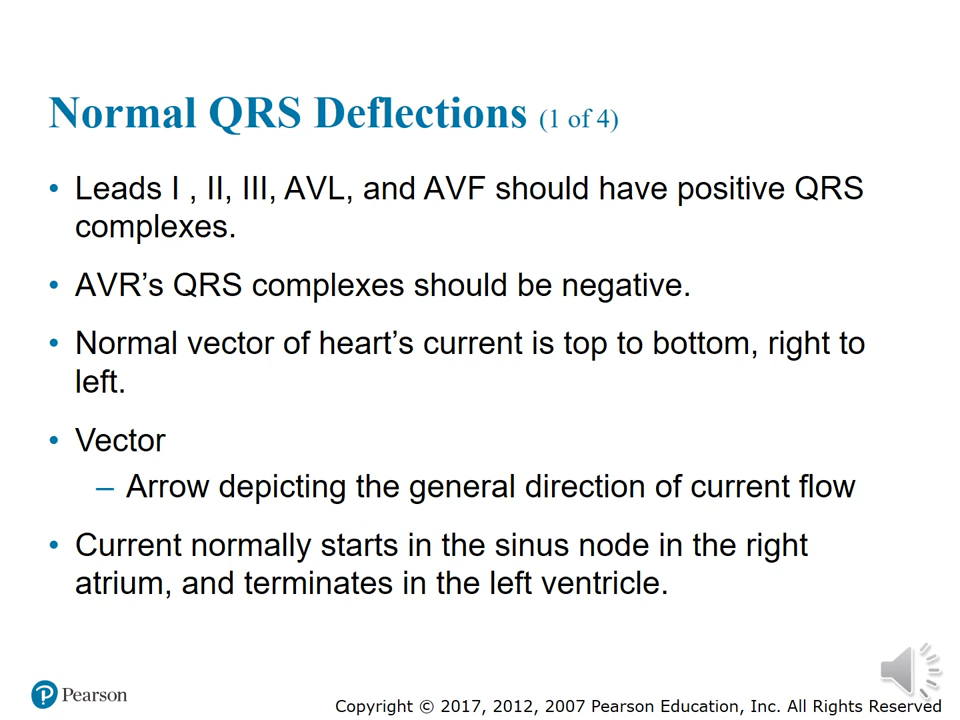 Normal QRS Deflections (1 of 4)
• Leads I , II, III, AVL, and AVF should have positive QRS
complexes.
• AVR’s QRS complexes should be negative.
• Normal vector of heart’s current is top to bottom, right to
left.
• Vector
– Arrow depicting the general direction of current flow
• Current normally starts in the sinus node in the right
atrium, and terminates in the left ventricle.
P Pearson
Copyright © 2017, 2012, 2007 Pearson Education, Inc. All Rights Reserved